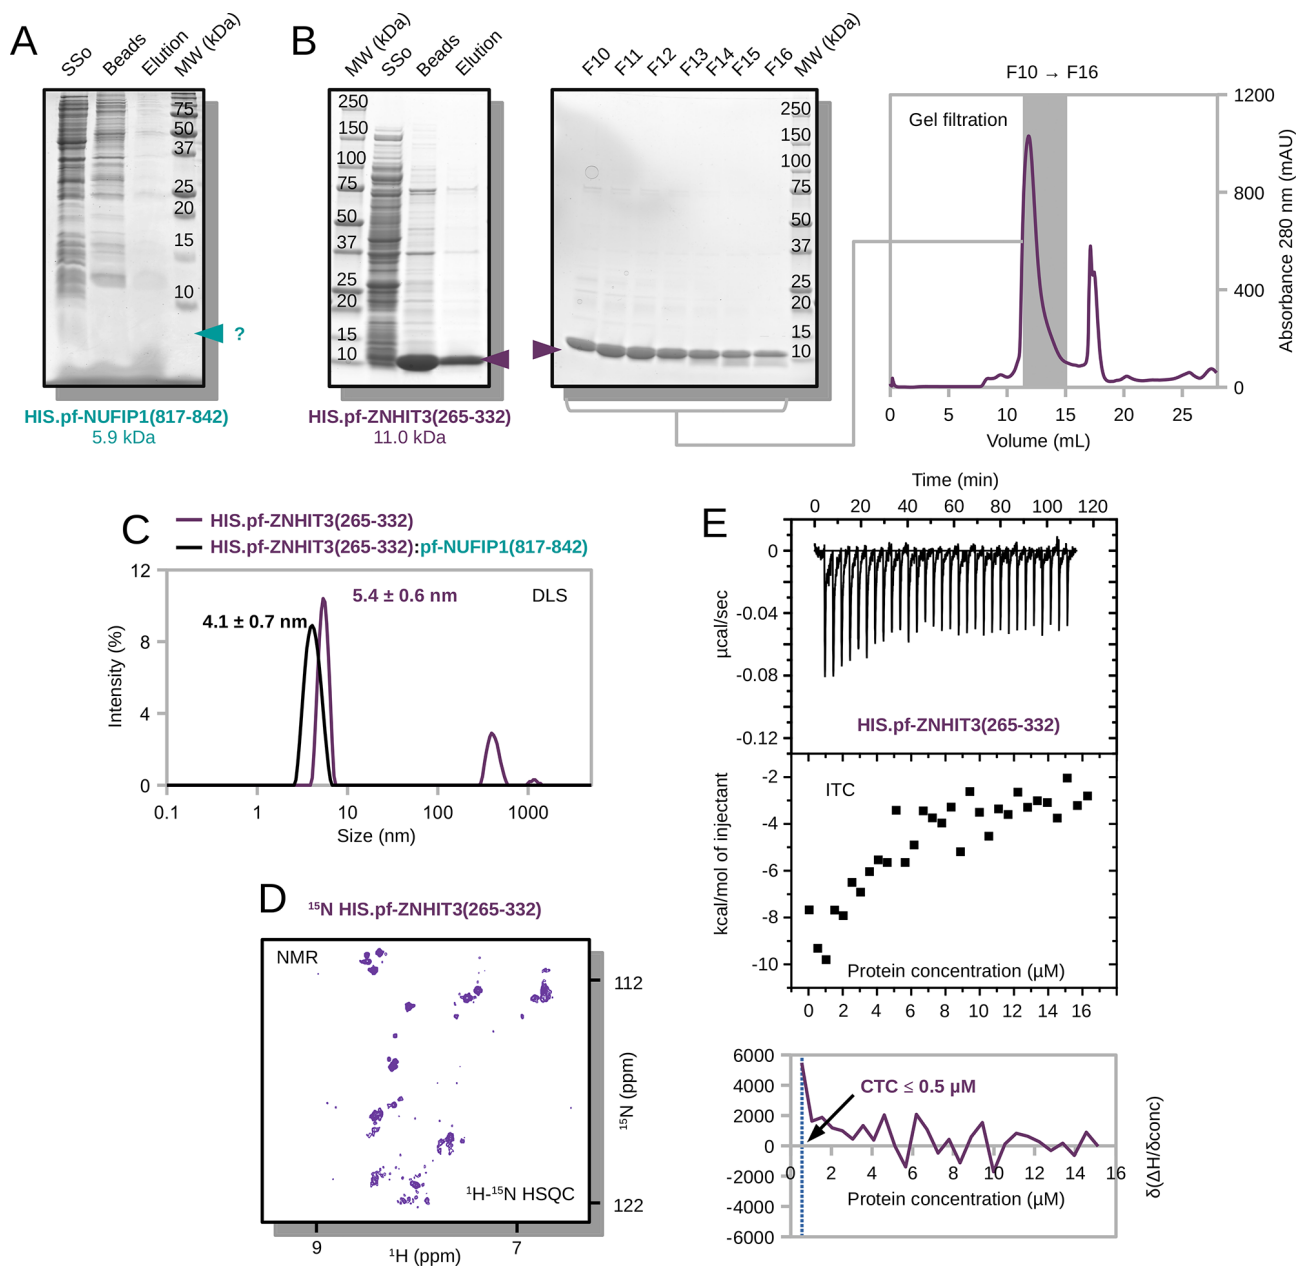 A
SSo
Beads
Elution
MW (kDa)
75
50
37
25
20
15
10
?
HIS.pf-NUFIP1(817-842)
5.9 kDa
B
MW (kDa)
SSo
Beads
Elution
250
150
100
75
50
37
25
20
15
10
HIS.pf-ZNHIT3(265-332)
11.0 kDa
F10
F11
F12
F13
F14
F15
F16
MW (kDa)
250
150
100
75
50
37
25
20
15
10
F10 → F16
Gel filtration
1200
800
400
0
Absorbance 280 nm (mAU)
0 5 10 15 20 25
Volume (mL)
C
HIS.pf-ZNHIT3(265-332)
HIS.pf-ZNHIT3(265-332):pf-NUFIP1(817-842)
12
8
4
0
Intensity (%)
5.4 ± 0.6 nm
DLS
4.1 ± 0.7 nm
0.1 1 10 100 1000
Size (nm)
D
¹⁵N HIS.pf-ZNHIT3(265-332)
NMR
112
122
¹⁵N (ppm)
¹H-¹⁵N HSQC
9 7
¹H (ppm)
E
Time (min)
0 20 40 60 80 100 120
0
-0.04
-0.08
-0.12
µcal/sec
HIS.pf-ZNHIT3(265-332)
ITC
-2
-4
-6
-8
-10
kcal/mol of injectant
Protein concentration (µM)
0 2 4 6 8 10 12 14 16
6000
4000
2000
0
-2000
-4000
-6000
CTC ≤ 0.5 µM
0 2 4 6 8 10 12 14 16
Protein concentration (µM)
δ(ΔH/δconc)